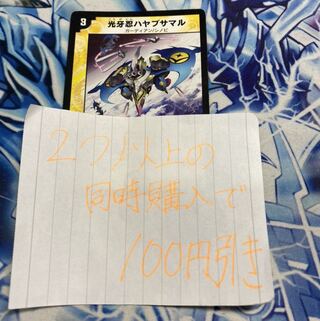 3
光牙忍ハヤブサマル
ガーディアン/シノビ
2つ以上の
同時購入で
100円引き